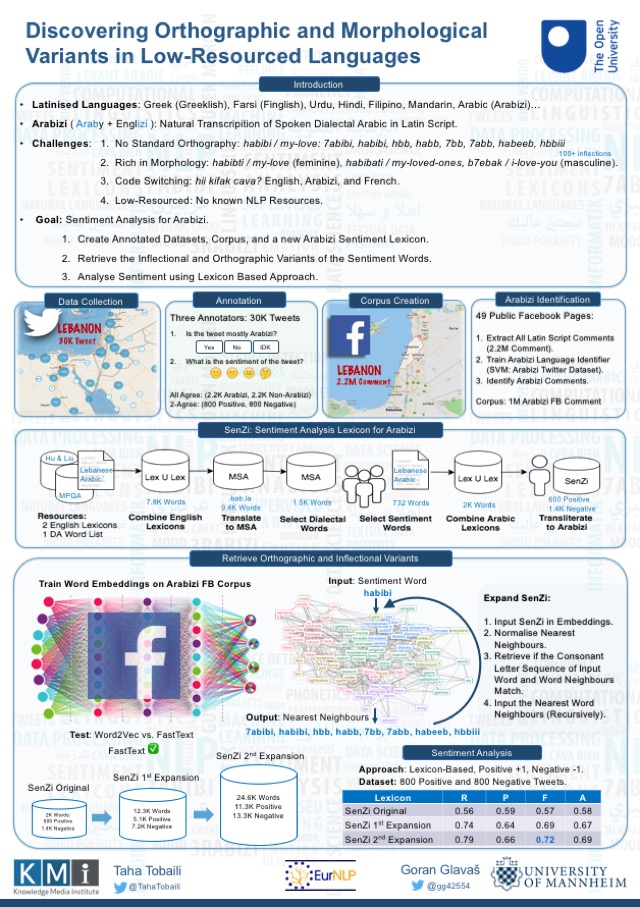 Discovering Orthographic and Morphological
Variants in Low-Resourced Languages
The Open
University
Introduction
• Latinised Languages: Greek (Greeklish), Farsi (Finglish), Urdu, Hindi, Filipino, Mandarin, Arabic (Arabizi)…
• Arabizi ( Araby + Englizi ): Natural Transcripition of Spoken Dialectal Arabic in Latin Script.
• Challenges: 1. No Standard Orthography: habibi / my-love: 7abibi, habibi, hbb, habb, 7bb, 7abb, habeeb, hbbiii
100+ inflections
2. Rich in Morphology: habibti / my-love (feminine), habibati / my-loved-ones, b7ebak / i-love-you (masculine).
3. Code Switching: hii kifak cava? English, Arabizi, and French.
4. Low-Resourced: No known NLP Resources.
• Goal: Sentiment Analysis for Arabizi.
1. Create Annotated Datasets, Corpus, and a new Arabizi Sentiment Lexicon.
2. Retrieve the Inflectional and Orthographic Variants of the Sentiment Words.
3. Analyse Sentiment using Lexicon Based Approach.
Data Collection
LEBANON
30K Tweet
Annotation
Three Annotators: 30K Tweets
1. Is the tweet mostly Arabizi?
Yes No IDK
2. What is the sentiment of the tweet?
All Agree: (2.2K Arabizi, 2.2K Non-Arabizi)
2-Agree: (800 Positive, 800 Negative)
Corpus Creation
LEBANON
2.2M Comment
Arabizi Identification
49 Public Facebook Pages:
1. Extract All Latin Script Comments
(2.2M Comment).
2. Train Arabizi Language Identifier
(SVM: Arabizi Twitter Dataset).
3. Identify Arabizi Comments.
Corpus: 1M Arabizi FB Comment
SenZi: Sentiment Analysis Lexicon for Arabizi
Hu & Liu
Lebanese
Arabic
MPQA
Resources:
2 English Lexicons
1 DA Word List
Lex U Lex
7.8K Words
Combine English
Lexicons
MSA
bab.la
9.4K Words
Translate
to MSA
MSA
1.5K Words
Select Dialectal
Words
Select Sentiment
Words
Lebanese
Arabic
732 Words
Lex U Lex
2K Words
Combine Arabic
Lexicons
SenZi
600 Positive
1.4K Negative
Transliterate
to Arabizi
Retrieve Orthographic and Inflectional Variants
Train Word Embeddings on Arabizi FB Corpus
Test: Word2Vec vs. FastText
FastText
Input: Sentiment Word
habibi
Output: Nearest Neighbours
7abibi, habibi, hbb, habb, 7bb, 7abb, habeeb, hbbiii
Expand SenZi:
1. Input SenZi in Embeddings.
2. Normalise Nearest
Neighbours.
3. Retrieve if the Consonant
Letter Sequence of Input
Word and Word Neighbours
Match.
4. Input the Nearest Word
Neighbours (Recursively).
SenZi Original
2K Words:
600 Positive
1.4K Negative
SenZi 1st Expansion
12.3K Words
5.1K Positive
7.2K Negative
SenZi 2nd Expansion
24.6K Words
11.3K Positive
13.3K Negative
Sentiment Analysis
Approach: Lexicon-Based, Positive +1, Negative -1.
Dataset: 800 Positive and 800 Negative Tweets.
Lexicon R P F A
SenZi Original 0.56 0.59 0.57 0.58
SenZi 1st Expansion 0.74 0.64 0.69 0.67
SenZi 2nd Expansion 0.79 0.66 0.72 0.69
KMi
Knowledge Media Institute
Taha Tobaili
@TahaTobaili
EurNLP
Goran Glavaš
@gg42554
UNIVERSITY
OF MANNHEIM